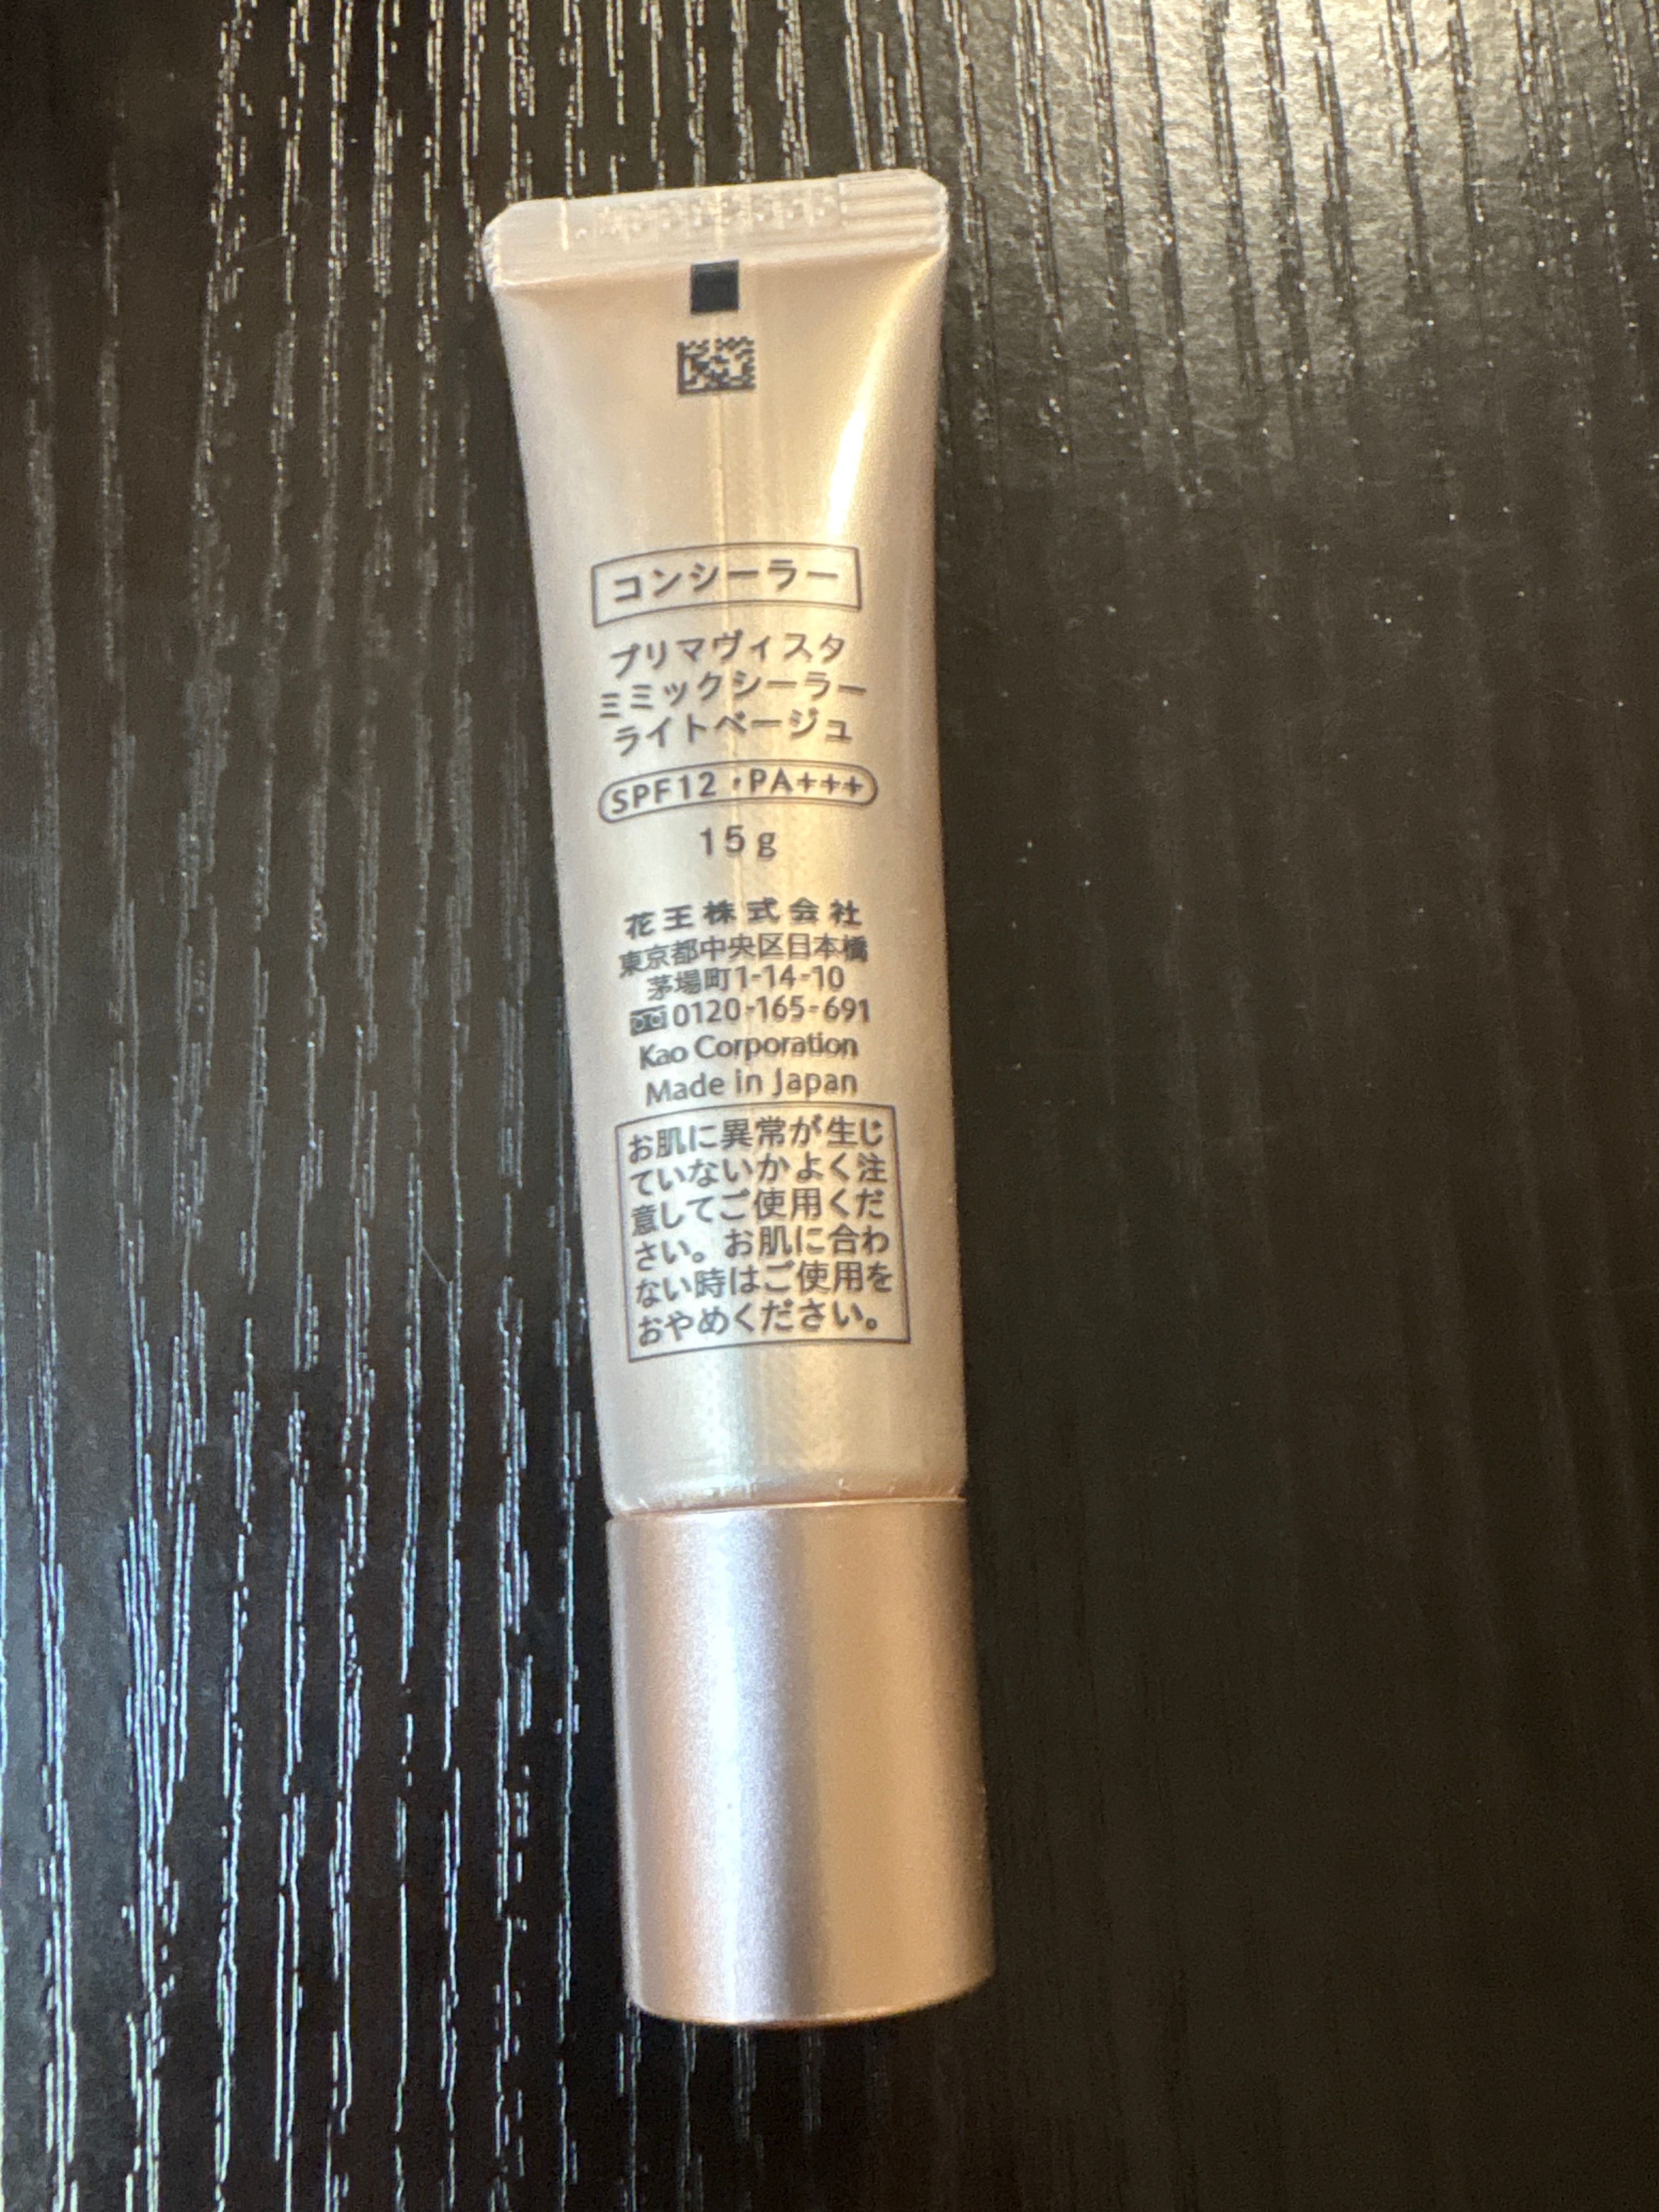 コンシーラー
プリマヴィスタ
ミミックシーラー
ライトベージュ
SPF12・PA+++
15g
花王株式会社
東京都中央区日本橋
茅場町1-14-10
0120-165-691
Kao Corporation
Made in Japan
お肌に異常が生じ
ていないかよく注
意してご使用くだ
さい。お肌に合わ
ない時はご使用を
おやめください。